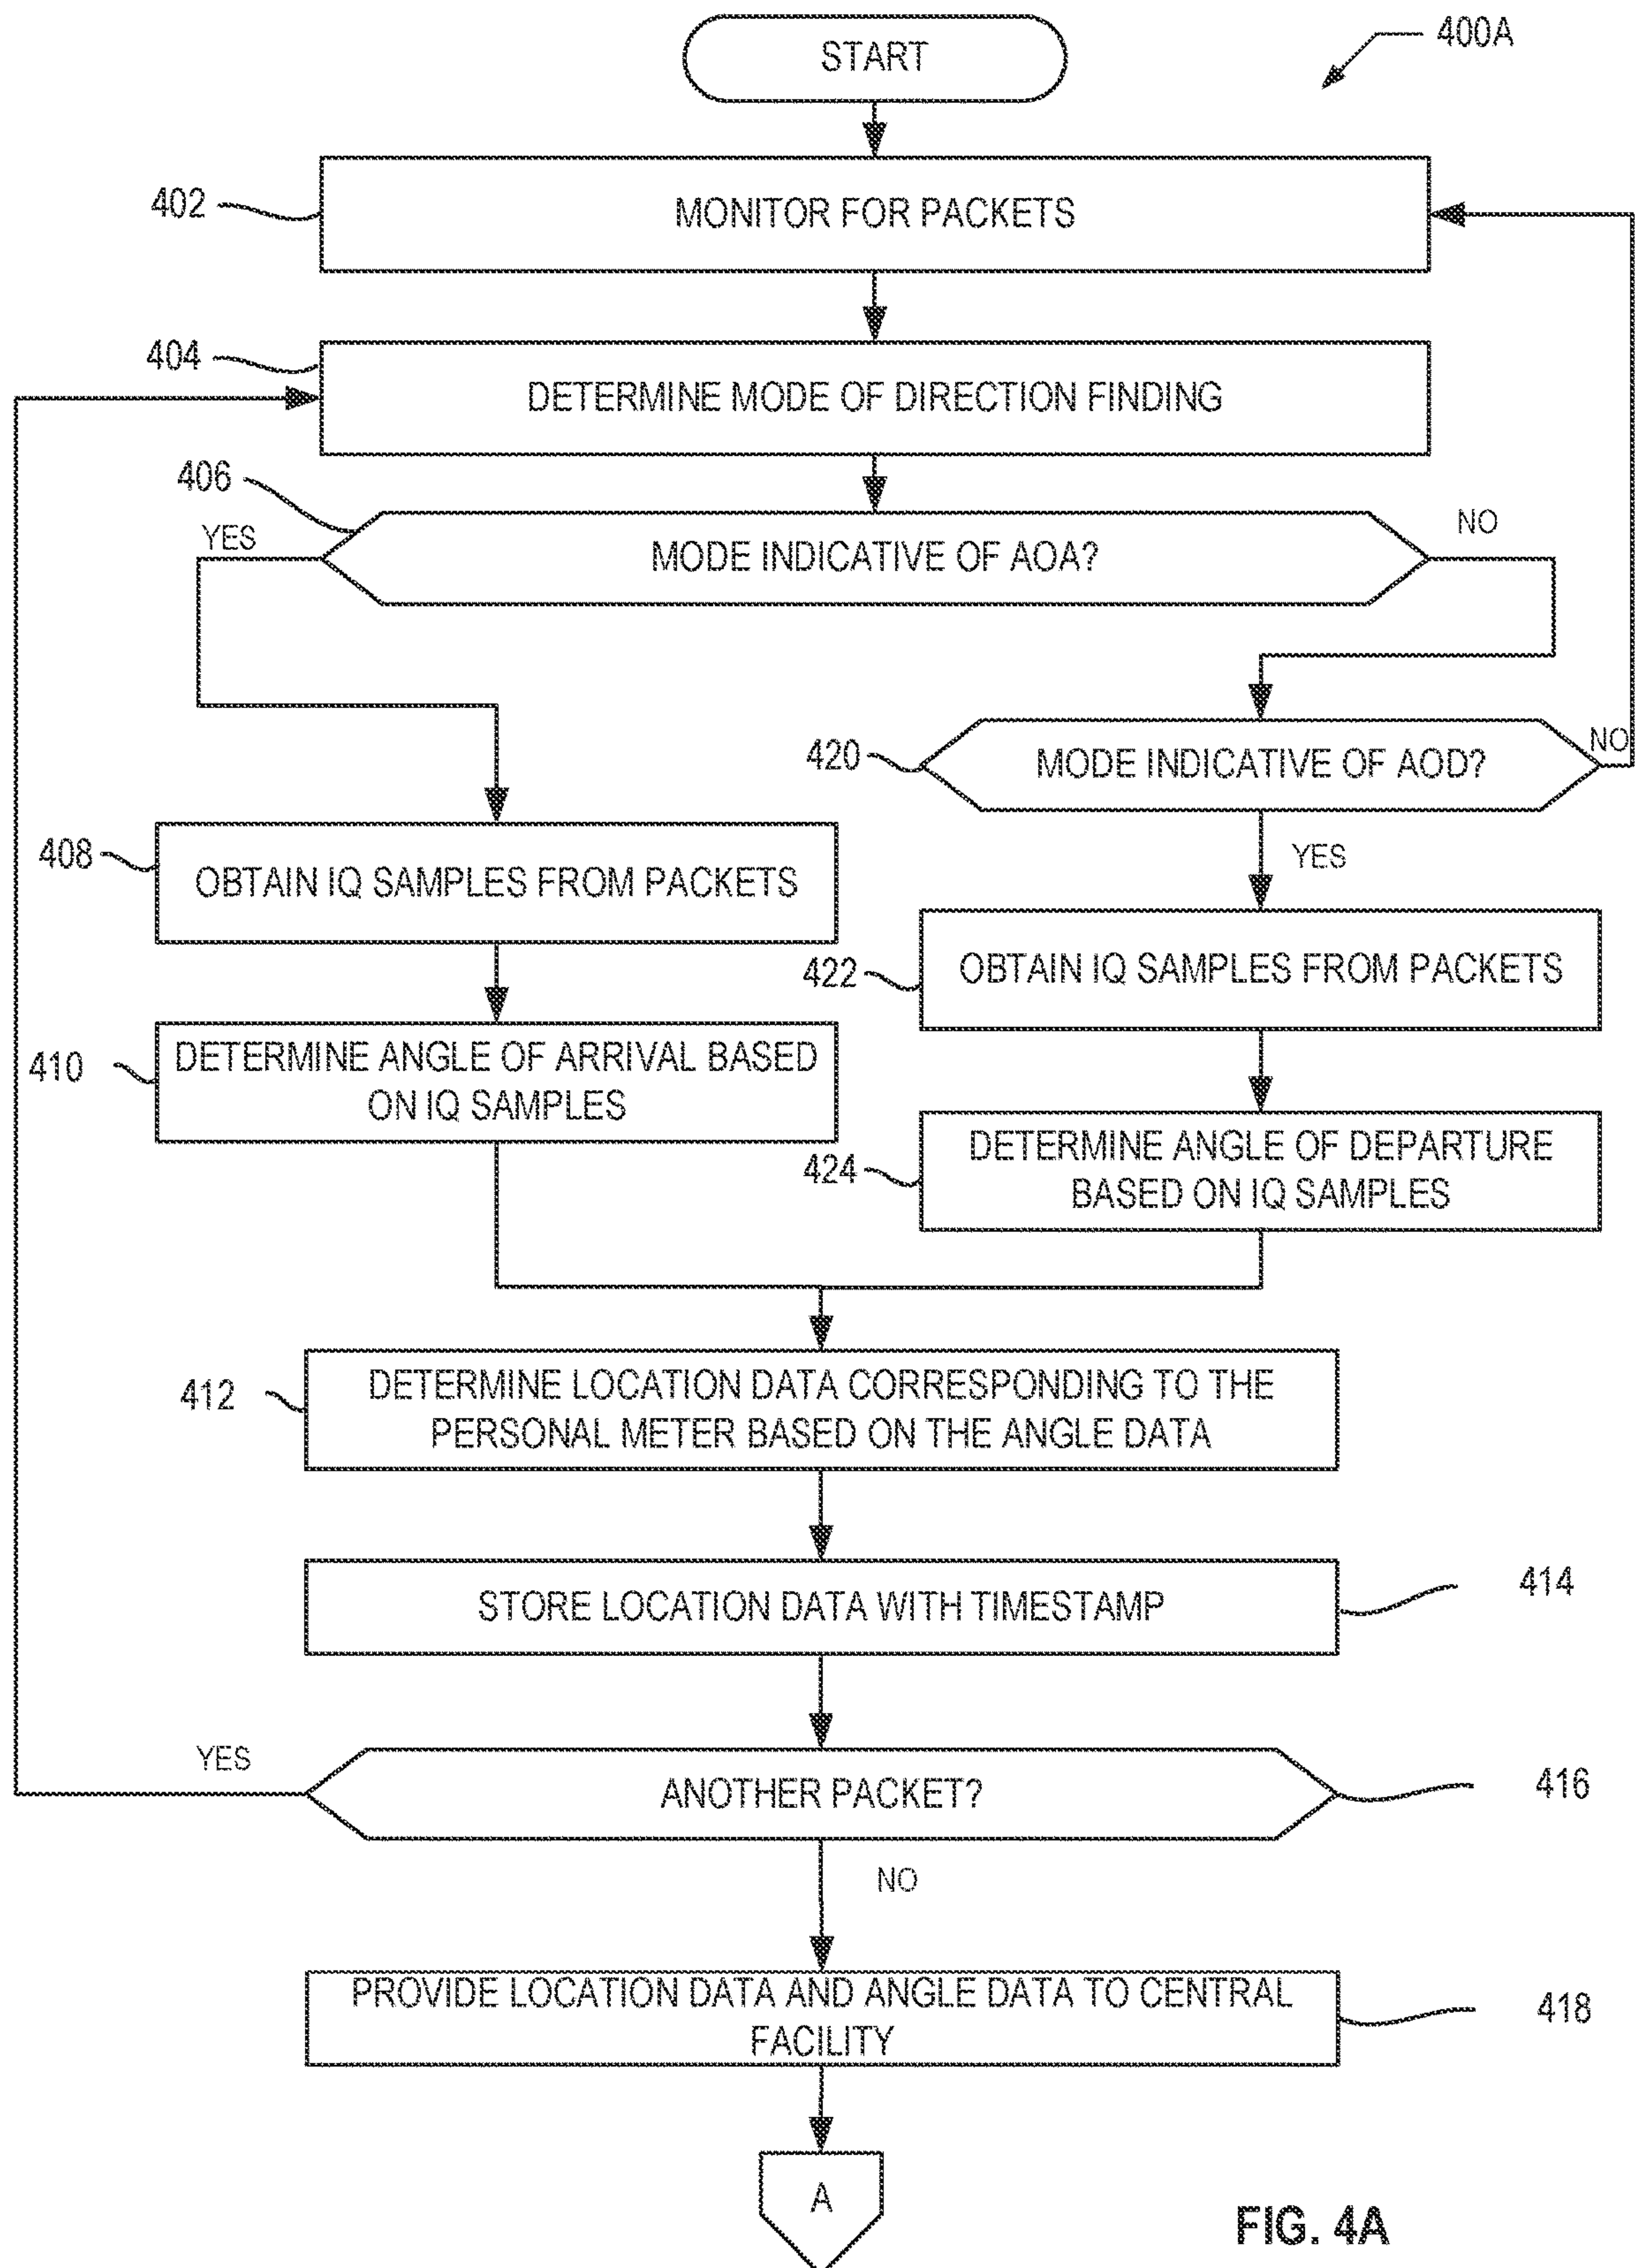 START
400A
402
MONITOR FOR PACKETS
404
DETERMINE MODE OF DIRECTION FINDING
406
YES
MODE INDICATIVE OF AOA?
NO
420
MODE INDICATIVE OF AOD?
NO
408
OBTAIN IQ SAMPLES FROM PACKETS
YES
422
OBTAIN IQ SAMPLES FROM PACKETS
410
DETERMINE ANGLE OF ARRIVAL BASED
ON IQ SAMPLES
424
DETERMINE ANGLE OF DEPARTURE
BASED ON IQ SAMPLES
412
DETERMINE LOCATION DATA CORRESPONDING TO THE
PERSONAL METER BASED ON THE ANGLE DATA
STORE LOCATION DATA WITH TIMESTAMP
414
YES
ANOTHER PACKET?
416
NO
PROVIDE LOCATION DATA AND ANGLE DATA TO CENTRAL
FACILITY
418
A
FIG. 4A